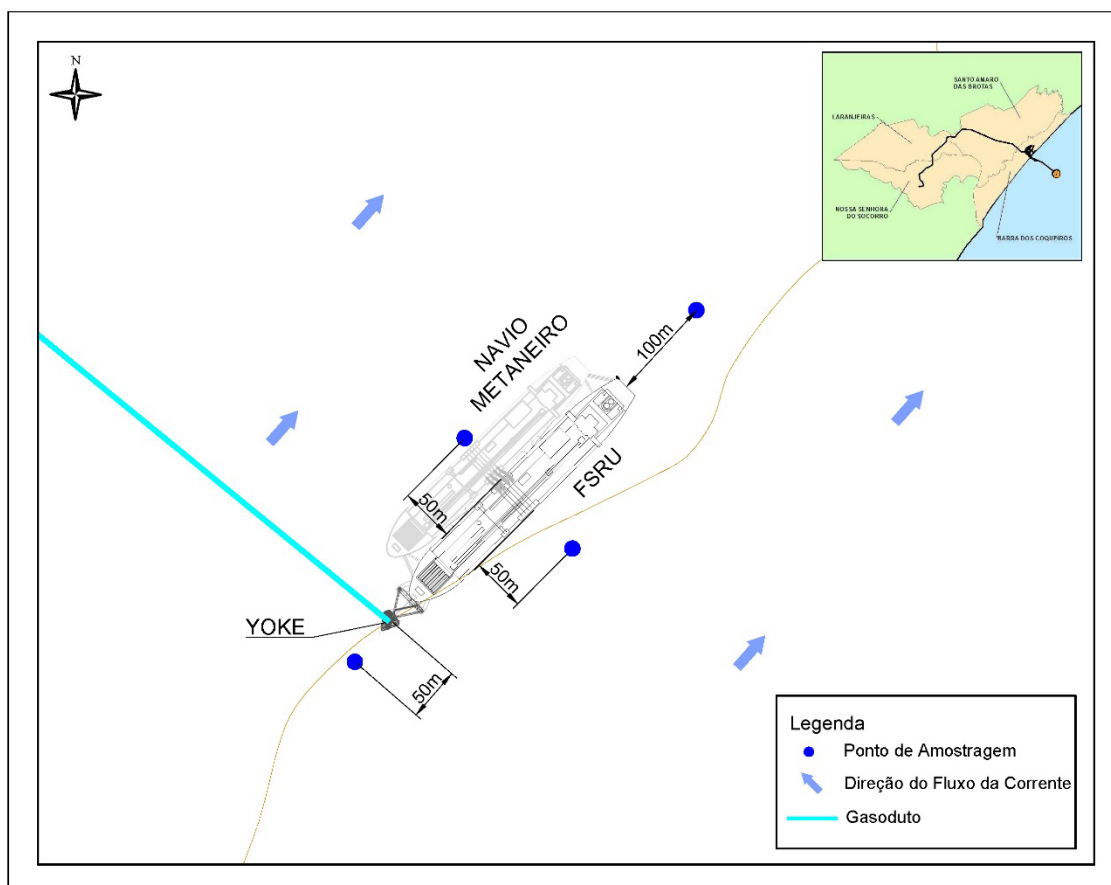 N
SANTO AMARO
DAS BROTAS
LARANJEIRAS
NOSSA SENHORA
DO SOCORRO
BARRA DOS COQUEIROS
NAVIO
METANEIRO
100m
FSRU
50m
50m
YOKE
50m
Legenda
Ponto de Amostragem
Direção do Fluxo da Corrente
Gasoduto